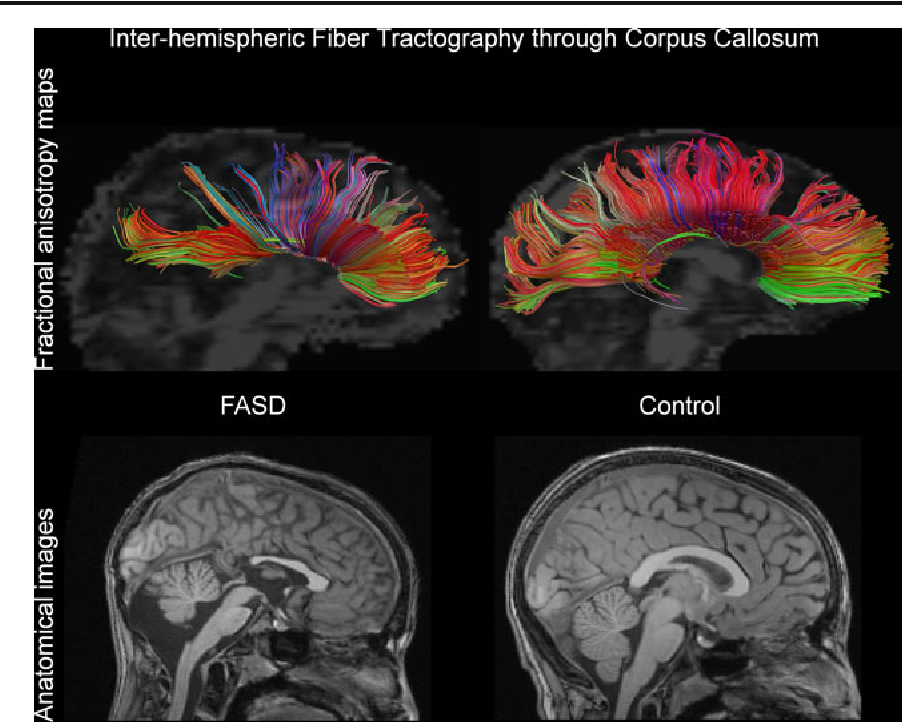 Inter-hemispheric Fiber Tractography through Corpus Callosum
Fractional anisotropy maps
FASD
Control
Anatomical images